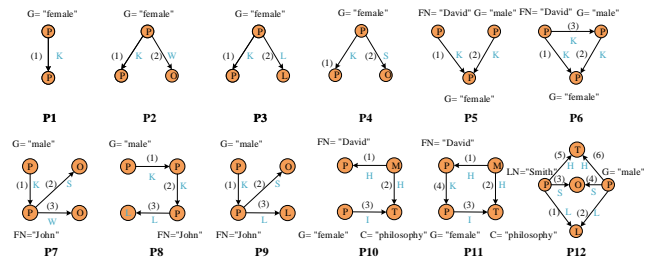 G= "female" G= "female" G= "female" G= "female" FN= "David" G= "male" FN= "David" G= "male"
P P P P P P P (3) P
K
(1) K (1) K (2) W (1) K (2) L (1) K (2) S (1) K (2) K (1) K (2) K
P P O P L P O P P
G= "female" G= "female"
P1 P2 P3 P4 P5 P6
G= "male" G= "male" G= "male" FN= "David" FN= "David" T
P O P (1) P P O P (1) M P (1) M (5) H H (6)
K H H LN="Smith" G= "male"
(1) K (2) S (2) K (1) K (2) S (2) H (4) K (2) H P (3) O (4) P
S S
P (3) O L (3) P P (3) L P (3) T P (3) T (1) L (2) L
W L L I I L
FN= "John" FN="John" FN= "John" G= "female" C= "philosophy" G= "female" C= "philosophy"
P7 P8 P9 P10 P11 P12